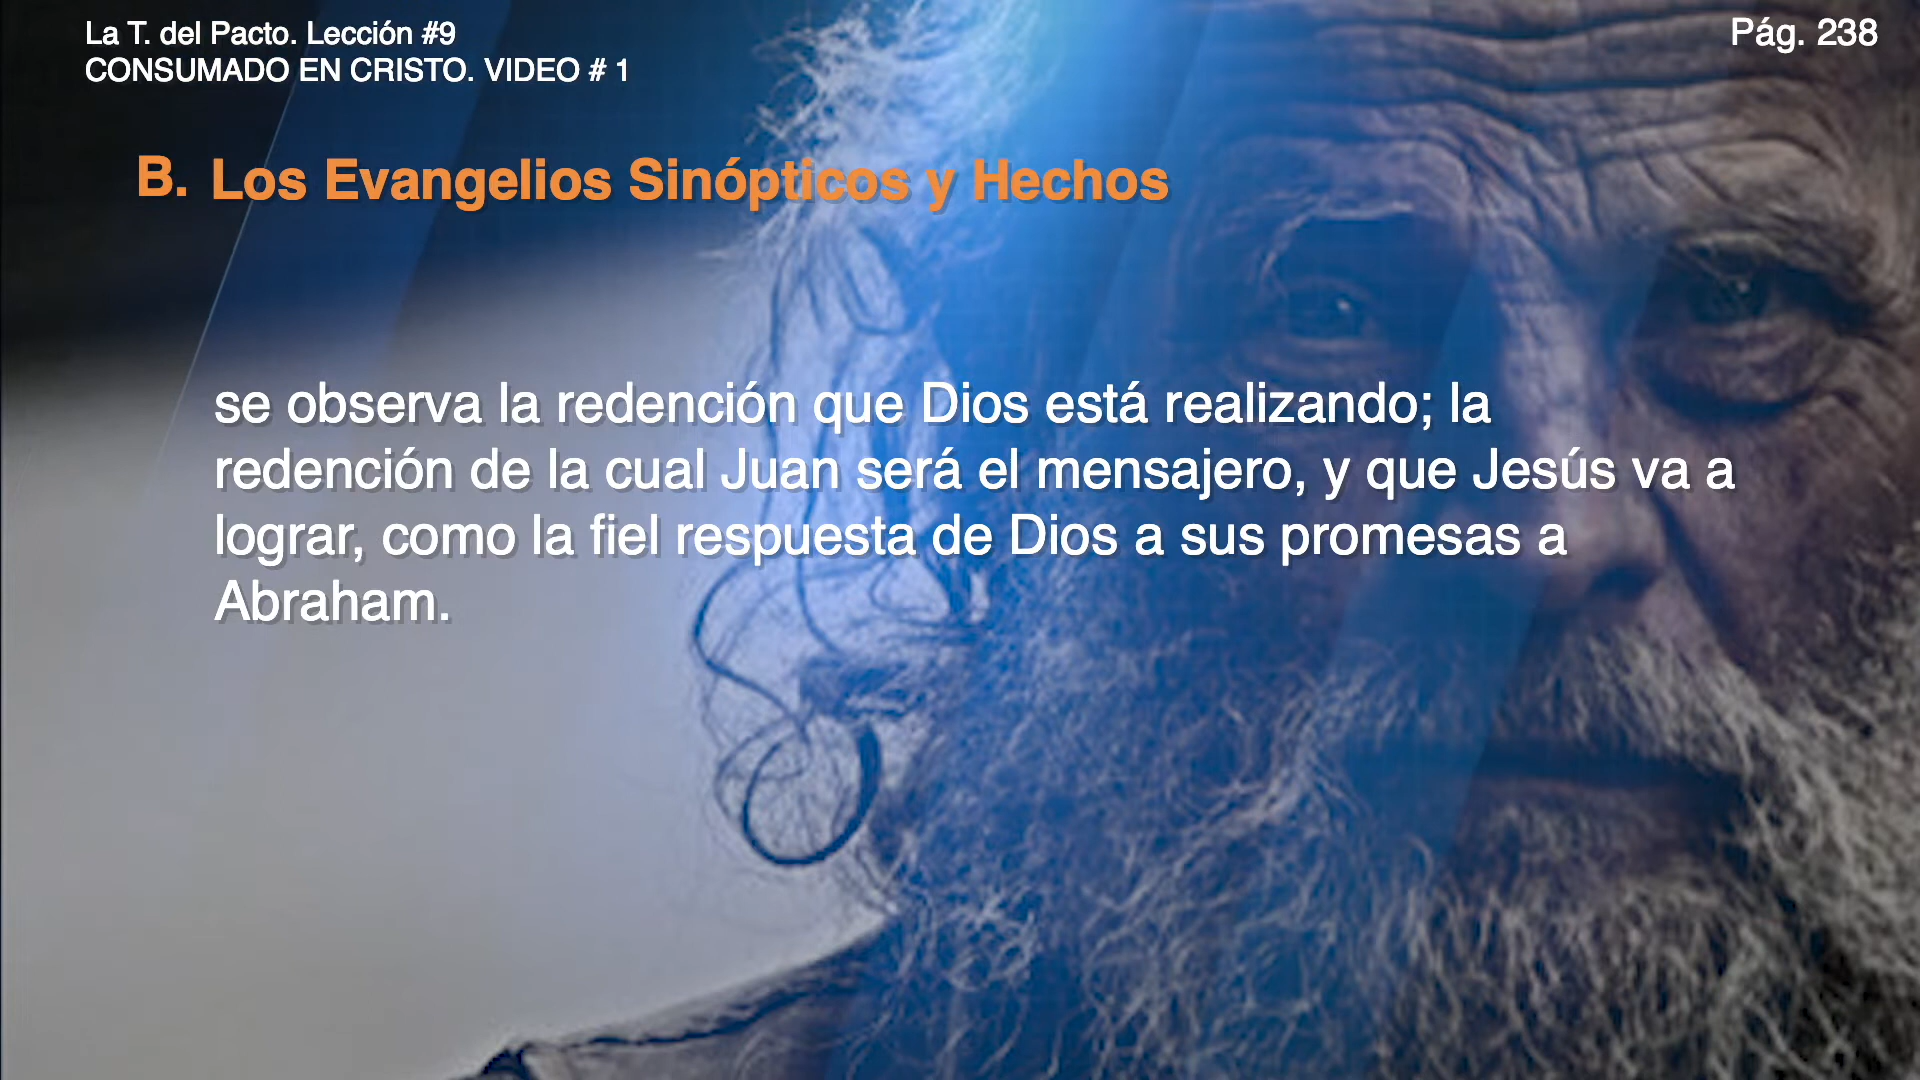 La T. del Pacto. Lección #9
CONSUMADO EN CRISTO. VIDEO # 1
Pág. 238
B. Los Evangelios Sinópticos y Hechos
se observa la redención que Dios está realizando; la
redención de la cual Juan será el mensajero, y que Jesús va a
lograr, como la fiel respuesta de Dios a sus promesas a
Abraham.